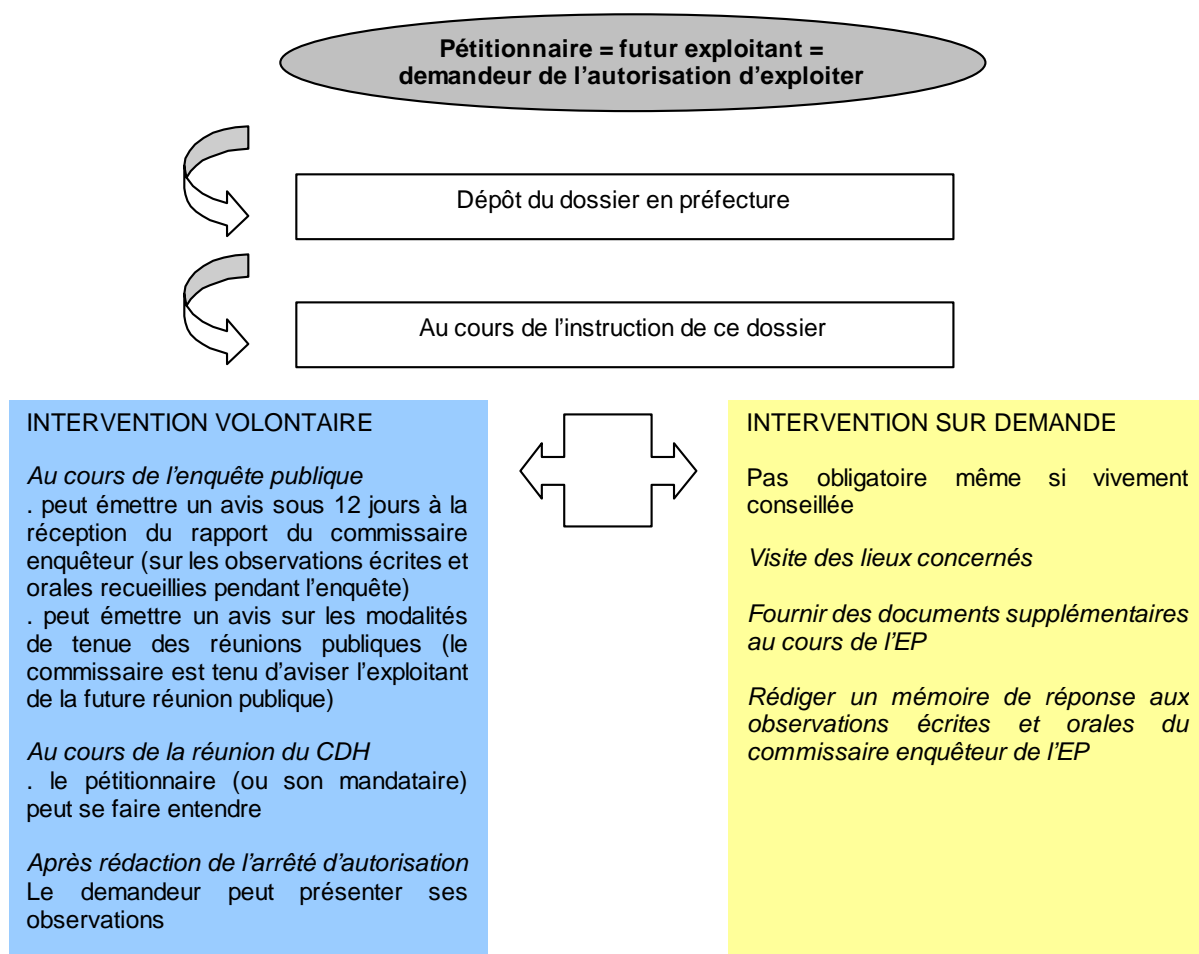 Pétitionnaire = futur exploitant =
demandeur de l'autorisation d'exploiter
Dépôt du dossier en préfecture
Au cours de l'instruction de ce dossier
INTERVENTION VOLONTAIRE
Au cours de l'enquête publique
. peut émettre un avis sous 12 jours à la
réception du rapport du commissaire
enquêteur (sur les observations écrites et
orales recueillies pendant l'enquête)
. peut émettre un avis sur les modalités
de tenue des réunions publiques (le
commissaire est tenu d'aviser l'exploitant
de la future réunion publique)
Au cours de la réunion du CDH
. le pétitionnaire (ou son mandataire)
peut se faire entendre
Après rédaction de l'arrêté d'autorisation
Le demandeur peut présenter ses
observations
INTERVENTION SUR DEMANDE
Pas obligatoire même si vivement
conseillée
Visite des lieux concernés
Fournir des documents supplémentaires
au cours de l'EP
Rédiger un mémoire de réponse aux
observations écrites et orales du
commissaire enquêteur de l'EP